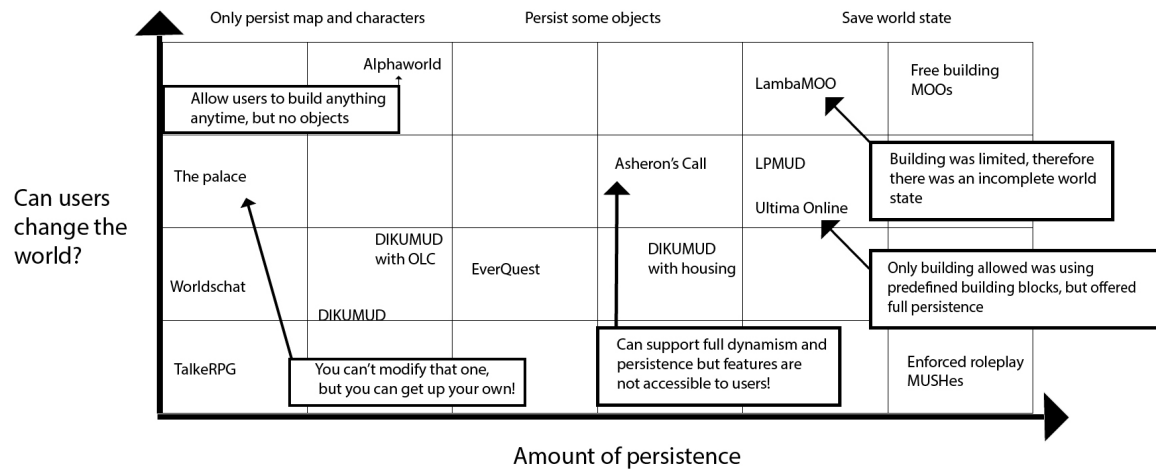 Only persist map and characters
Persist some objects
Save world state
Alphaworld
Allow users to build anything
anytime, but no objects
LambaMOO
Free building
MOOs
The palace
Asheron's Call
LPMUD
Building was limited, therefore
there was an incomplete world
state
Can users
change the
world?
Ultima Online
DIKUMUD
with OLC
EverQuest
DIKUMUD
with housing
Only building allowed was using
predefined building blocks, but offered
full persistence
Worldschat
DIKUMUD
TalkeRPG
You can't modify that one,
but you can get up your own!
Can support full dynamism and
persistence but features are
not accessible to users!
Enforced roleplay
MUSHes
Amount of persistence